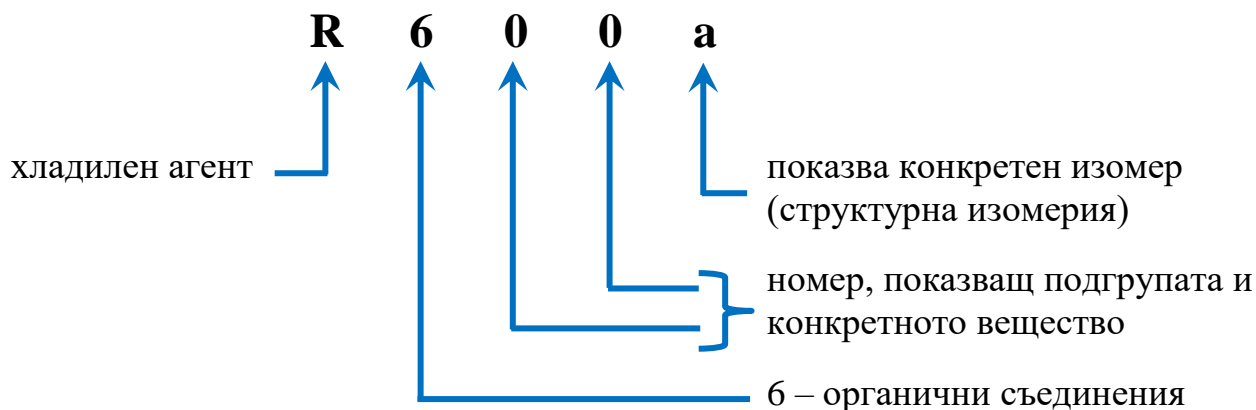 R 6 0 0 a
хладилен агент
показва конкретен изомер
(структурна изомерия)
номер, показващ подгрупата и
конкретното вещество
6 – органични съединения